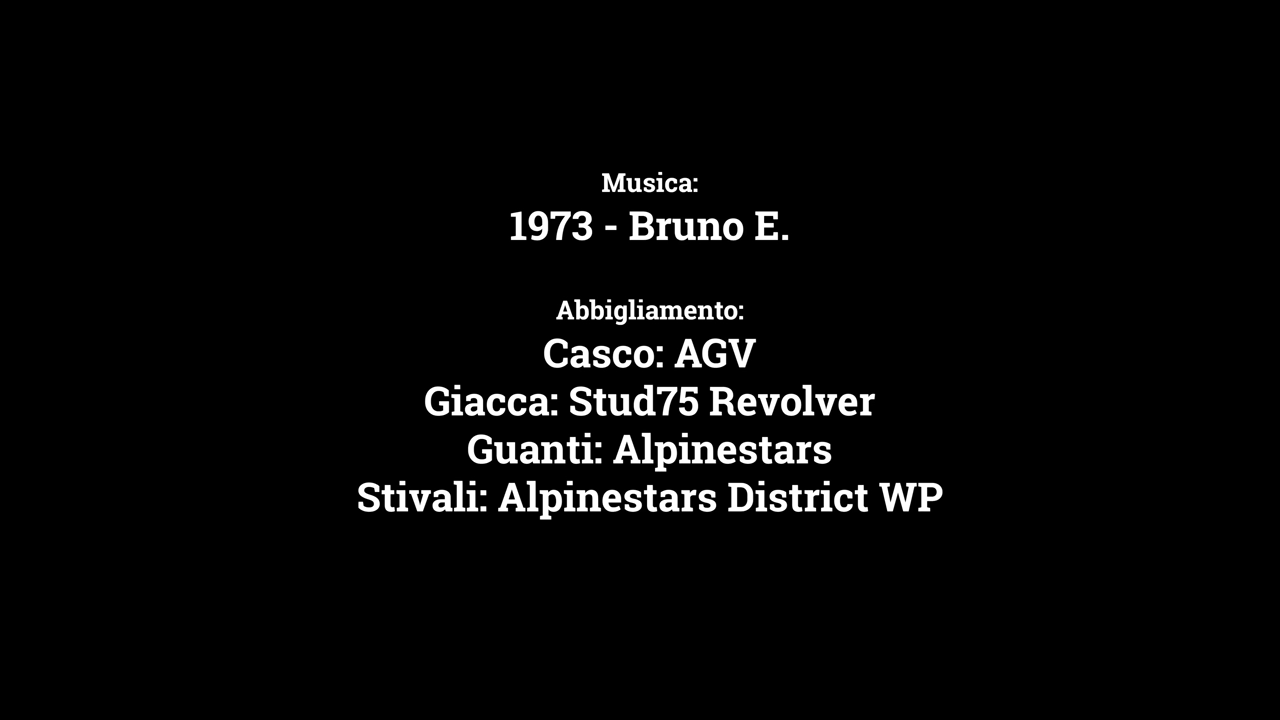 Musica:
1973 - Bruno E.
Abbigliamento:
Casco: AGV
Giacca: Stud75 Revolver
Guanti: Alpinestars
Stivali: Alpinestars District WP